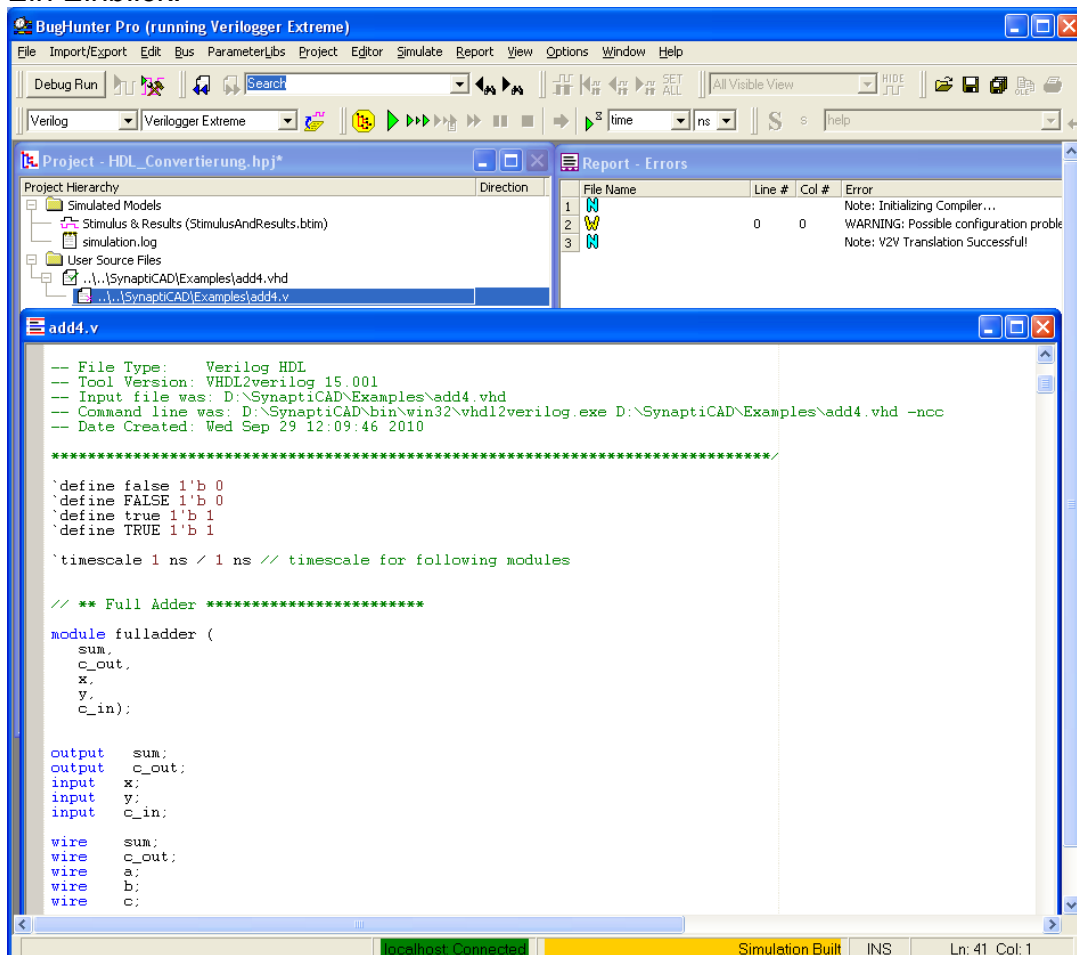 Ein Einblick:
BugHunter Pro (running Verilogger Extreme)
File Import/Export Edit Bus ParameterLibs Project Editor Simulate Report View Options Window Help
Debug Run Search SET ALL All Visible View HIDE
Verilog Verilogger Extreme time ns S s help
Project - HDL_Convertierung.hpj*
Project Hierarchy Direction
Simulated Models
Stimulus & Results (StimulusAndResults.btim)
simulation.log
User Source Files
..\..\SynaptiCAD\Examples\add4.vhd
..\..\SynaptiCAD\Examples\add4.v
Report - Errors
File Name Line # Col # Error
1 N Note: Initializing Compiler...
2 W 0 0 WARNING: Possible configuration proble
3 N Note: V2V Translation Successful!
add4.v
-- File Type: Verilog HDL
-- Tool Version: VHDL2verilog 15.001
-- Input file was: D:\SynaptiCAD\Examples\add4.vhd
-- Command line was: D:\SynaptiCAD\bin\win32\vhdl2verilog.exe D:\SynaptiCAD\Examples\add4.vhd -ncc
-- Date Created: Wed Sep 29 12:09:46 2010
******************************************************************************/
`define false 1'b 0
`define FALSE 1'b 0
`define true 1'b 1
`define TRUE 1'b 1
`timescale 1 ns / 1 ns // timescale for following modules
// ** Full Adder ************************
module fulladder (
sum,
c_out,
x,
y,
c_in);
output sum;
output c_out;
input x;
input y;
input c_in;
wire sum;
wire c_out;
wire a;
wire b;
wire c;
localhost Connected Simulation Built INS Ln: 41 Col: 1